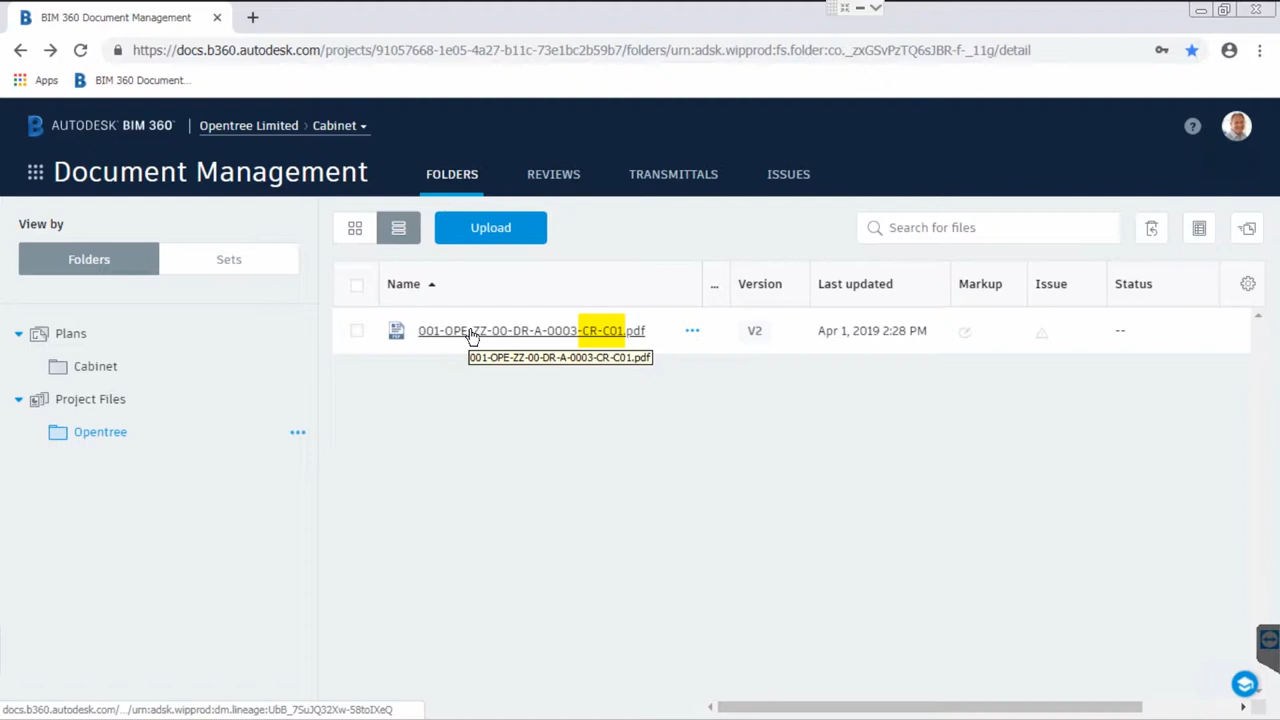 BIM 360 Document Management
https://docs.b360.autodesk.com/projects/91057668-1e05-4a27-b11c-73e1bc2b59b7/folders/urn:adsk.wipprod:fs.folder:co._zxGSvPzTQ6sJBR-f-_11g/detail
Apps BIM 360 Document...
AUTODESK® BIM 360™ Opentree Limited > Cabinet
Document Management FOLDERS REVIEWS TRANSMITTALS ISSUES
View by
Upload
Search for files
Folders Sets
Name ... Version Last updated Markup Issue Status
Plans
001-OPE-ZZ-00-DR-A-0003-CR-C01.pdf ... V2 Apr 1, 2019 2:28 PM --
001-OPE-ZZ-00-DR-A-0003-CR-C01.pdf
Cabinet
Project Files
Opentree ...
docs.b360.autodesk.com/.../urn:adsk.wipprod:dm.lineage:UbB_7SuJQ32Xw-58toIXeQ